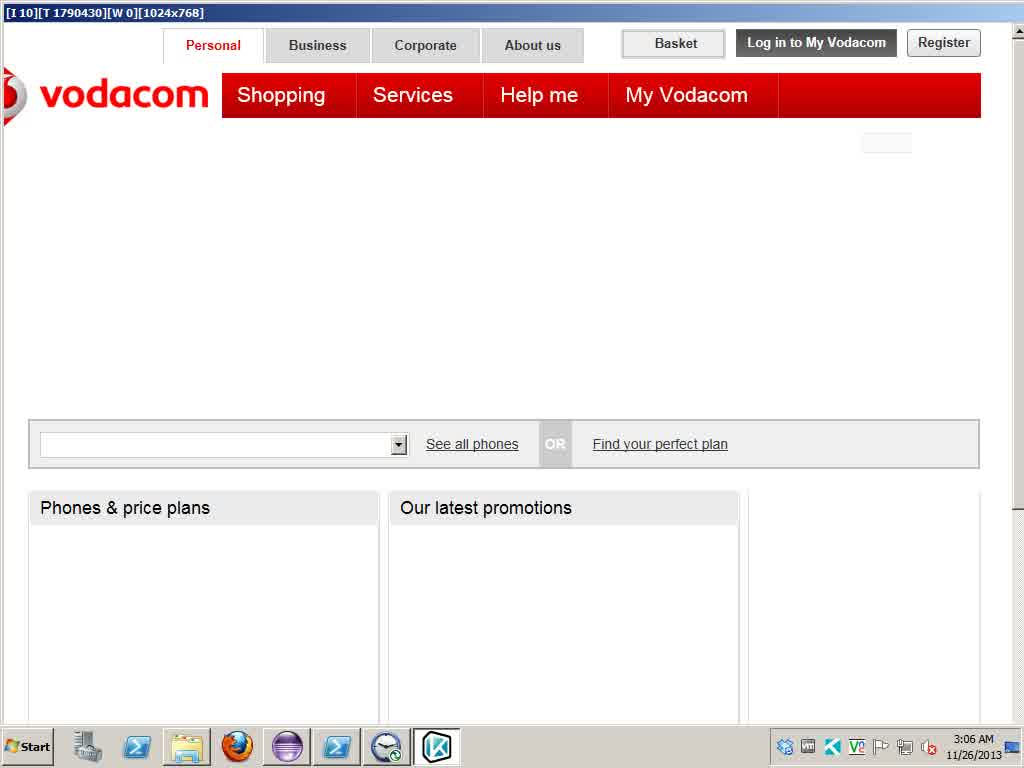 [I 10][T 1790430][W 0][1024x768]
Personal Business Corporate About us Basket Log in to My Vodacom Register
vodacom Shopping Services Help me My Vodacom
See all phones OR Find your perfect plan
Phones & price plans Our latest promotions
Start 3:06 AM
11/26/2013